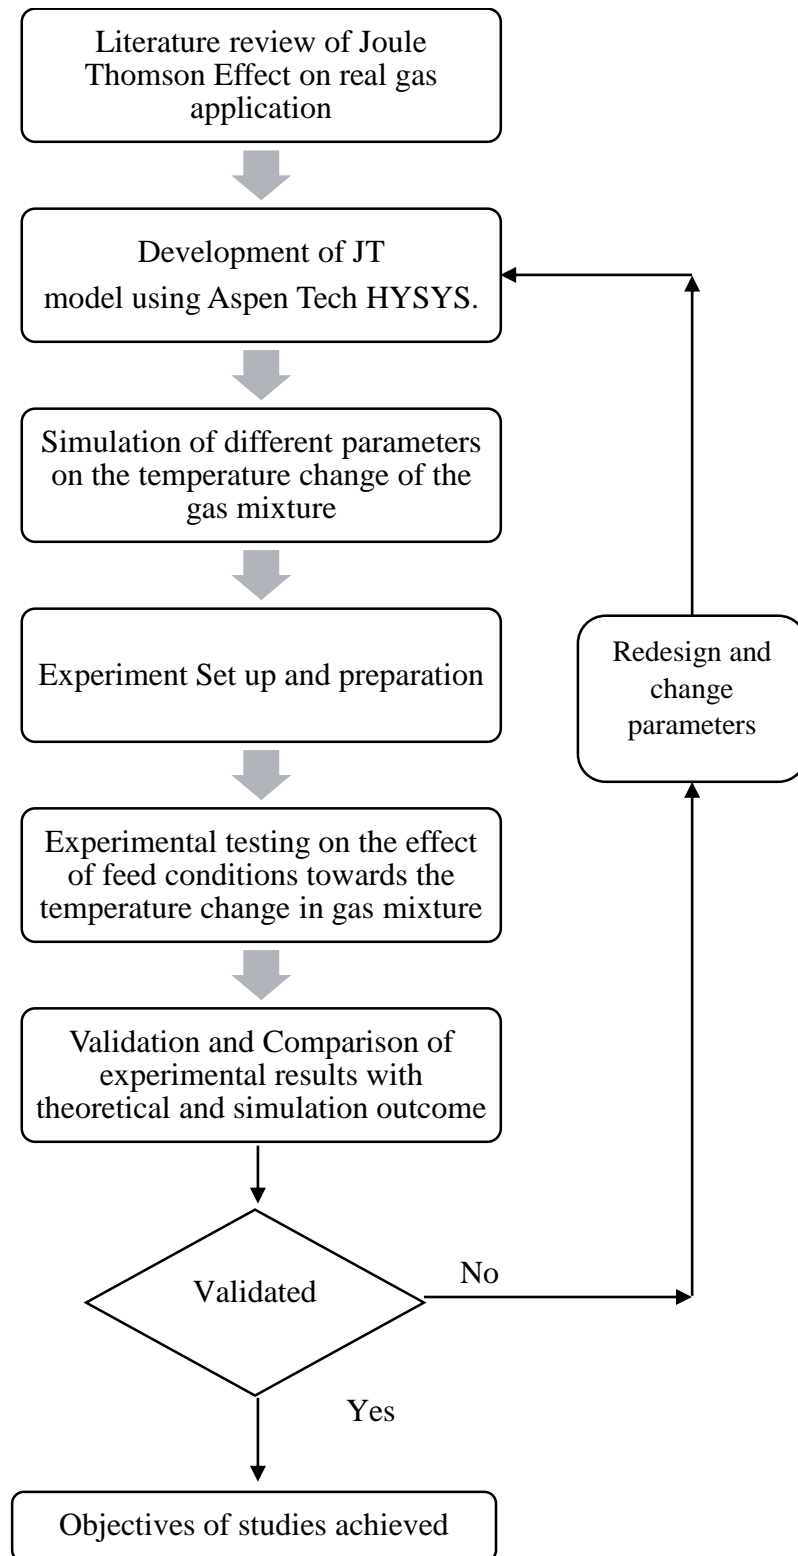 Literature review of Joule
Thomson Effect on real gas
application
Development of JT
model using Aspen Tech HYSYS.
Simulation of different parameters
on the temperature change of the
gas mixture
Experiment Set up and preparation
Redesign and
change
parameters
Experimental testing on the effect
of feed conditions towards the
temperature change in gas mixture
Validation and Comparison of
experimental results with
theoretical and simulation outcome
Validated
No
Yes
Objectives of studies achieved